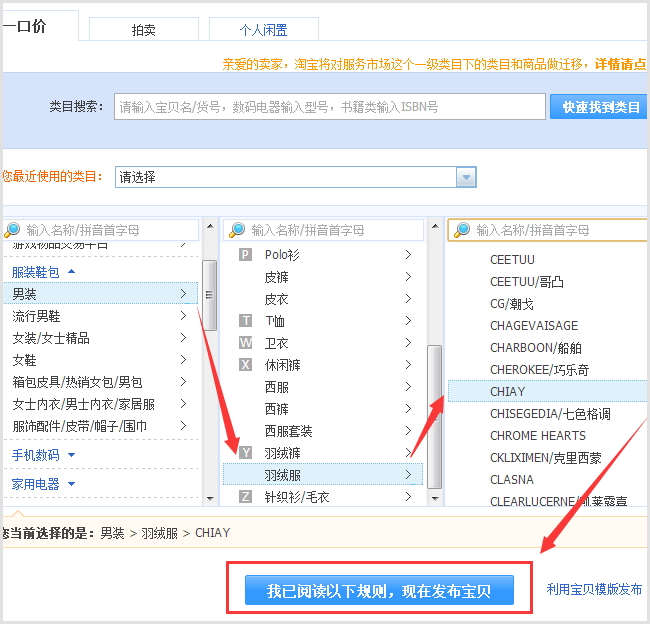 一口价
拍卖
个人闲置
亲爱的卖家，淘宝将对服务市场这个一级类目下的类目和商品做迁移，详情请点
类目搜索：
请输入宝贝名/货号，数码电器输入型号，书籍类输入ISBN号
快速找到类目
您最近使用的类目：
请选择
输入名称/拼音首字母
游戏物品交易平台
服装鞋包
男装
流行男鞋
女装/女士精品
女鞋
箱包皮具/热销女包/男包
女士内衣/男士内衣/家居服
服饰配件/皮带/帽子/围巾
手机数码
家用电器
输入名称/拼音首字母
P Polo衫
皮裤
皮衣
T T恤
W 卫衣
X 休闲裤
西服
西裤
西服套装
Y 羽绒裤
羽绒服
Z 针织衫/毛衣
输入名称/拼音首字母
CEETUU
CEETUU/哥凸
CG/潮戈
CHAGEVAISAGE
CHARBOON/船舶
CHEROKEE/巧乐奇
CHIAY
CHISEGEDIA/七色格调
CHROME HEARTS
CKLIXIMEN/克里西蒙
CLASNA
CLEARLUCERNE/凯莱露喜
您当前选择的是：男装 > 羽绒服 > CHIAY
我已阅读以下规则，现在发布宝贝
利用宝贝模版发布